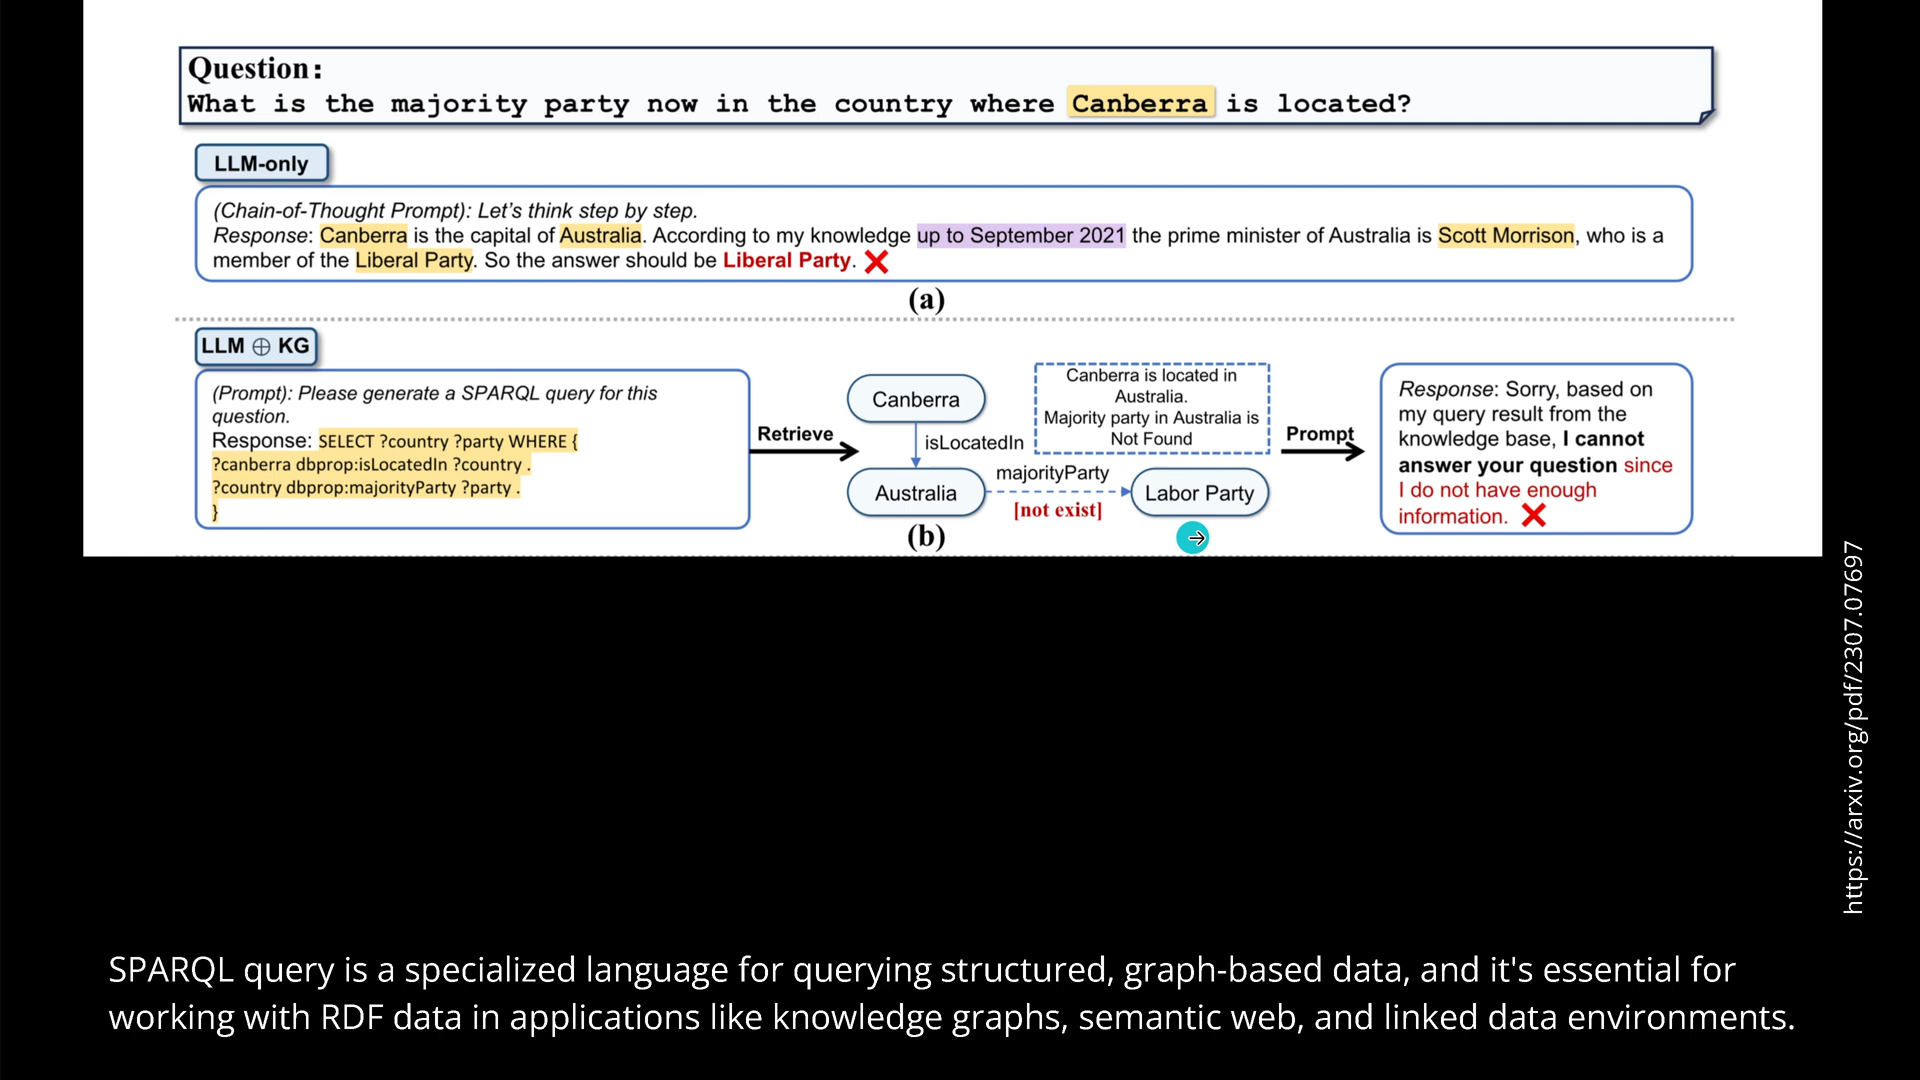 Question:
What is the majority party now in the country where Canberra is located?
LLM-only
(Chain-of-Thought Prompt): Let's think step by step.
Response: Canberra is the capital of Australia. According to my knowledge up to September 2021 the prime minister of Australia is Scott Morrison, who is a
member of the Liberal Party. So the answer should be Liberal Party. ❌
(a)
LLM ⊕ KG
(Prompt): Please generate a SPARQL query for this
question.
Response: SELECT ?country ?party WHERE {
?canberra dbprop:isLocatedIn ?country .
?country dbprop:majorityParty ?party .
}
Retrieve
Canberra
isLocatedIn
Australia
majorityParty
[not exist]
Labor Party
Canberra is located in
Australia.
Majority party in Australia is
Not Found
Prompt
Response: Sorry, based on
my query result from the
knowledge base, I cannot
answer your question since
I do not have enough
information. ❌
(b)
https://arxiv.org/pdf/2307.07697
SPARQL query is a specialized language for querying structured, graph-based data, and it's essential for
working with RDF data in applications like knowledge graphs, semantic web, and linked data environments.